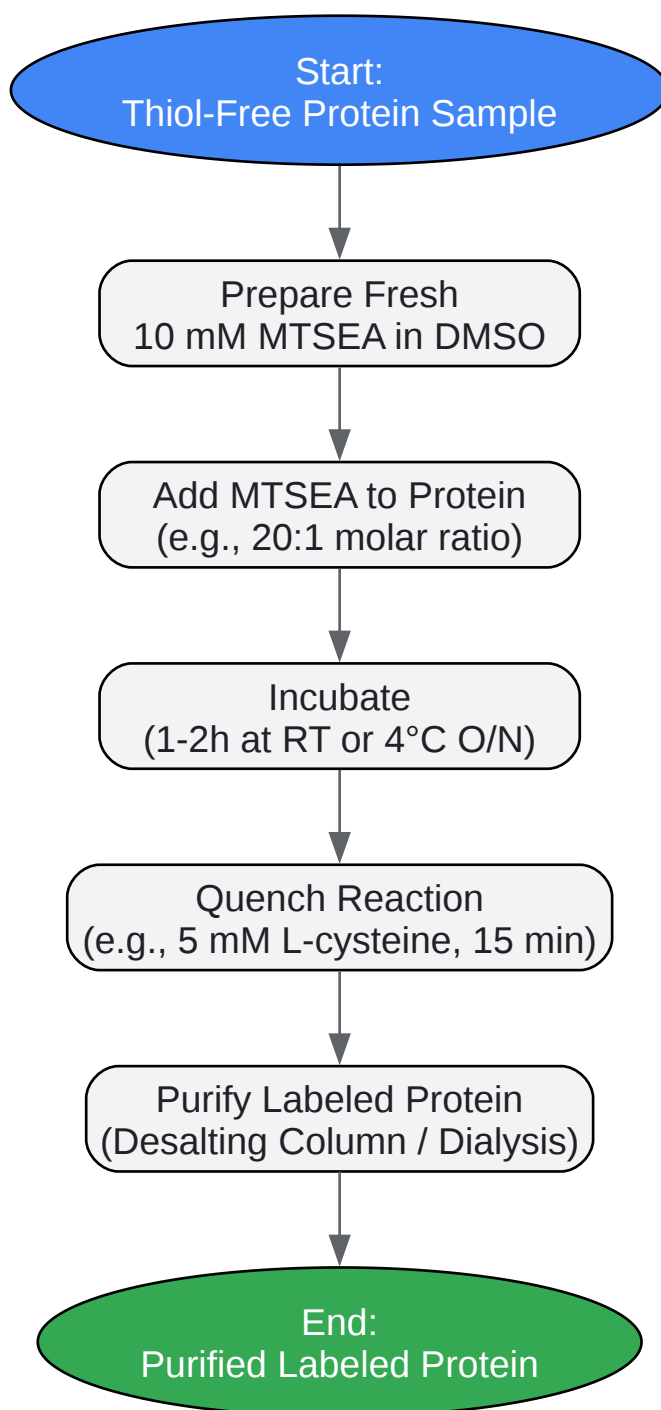 Start:
Thiol-Free Protein Sample
Prepare Fresh
10 mM MTSEA in DMSO
Add MTSEA to Protein
(e.g., 20:1 molar ratio)
Incubate
(1-2h at RT or 4°C O/N)
Quench Reaction
(e.g., 5 mM L-cysteine, 15 min)
Purify Labeled Protein
(Desalting Column / Dialysis)
End:
Purified Labeled Protein